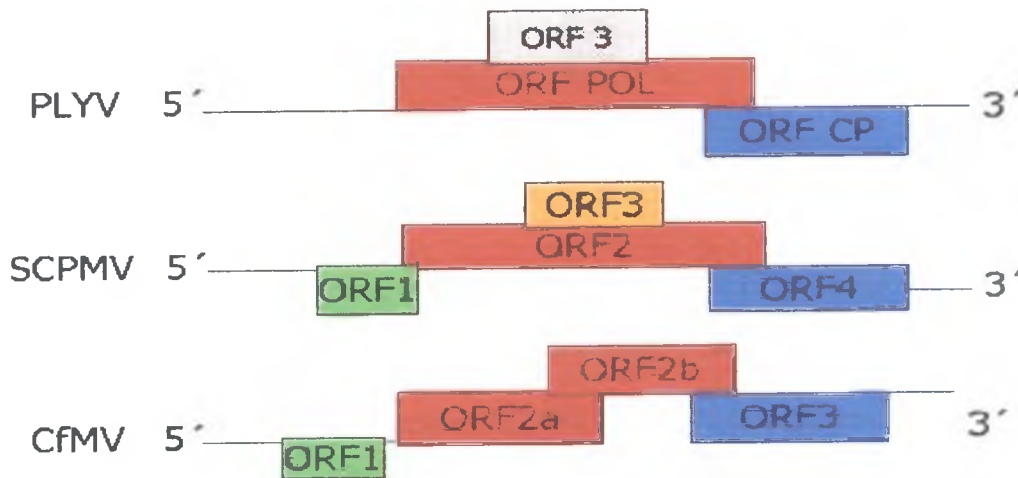 ORF 3
ORF POL
PLYV 5´ 3´
ORF CP
ORF3
ORF2
SCPMV 5´ 3´
ORF1 ORF4
ORF2b
ORF2a ORF3
CfMV 5´ 3´
ORF1